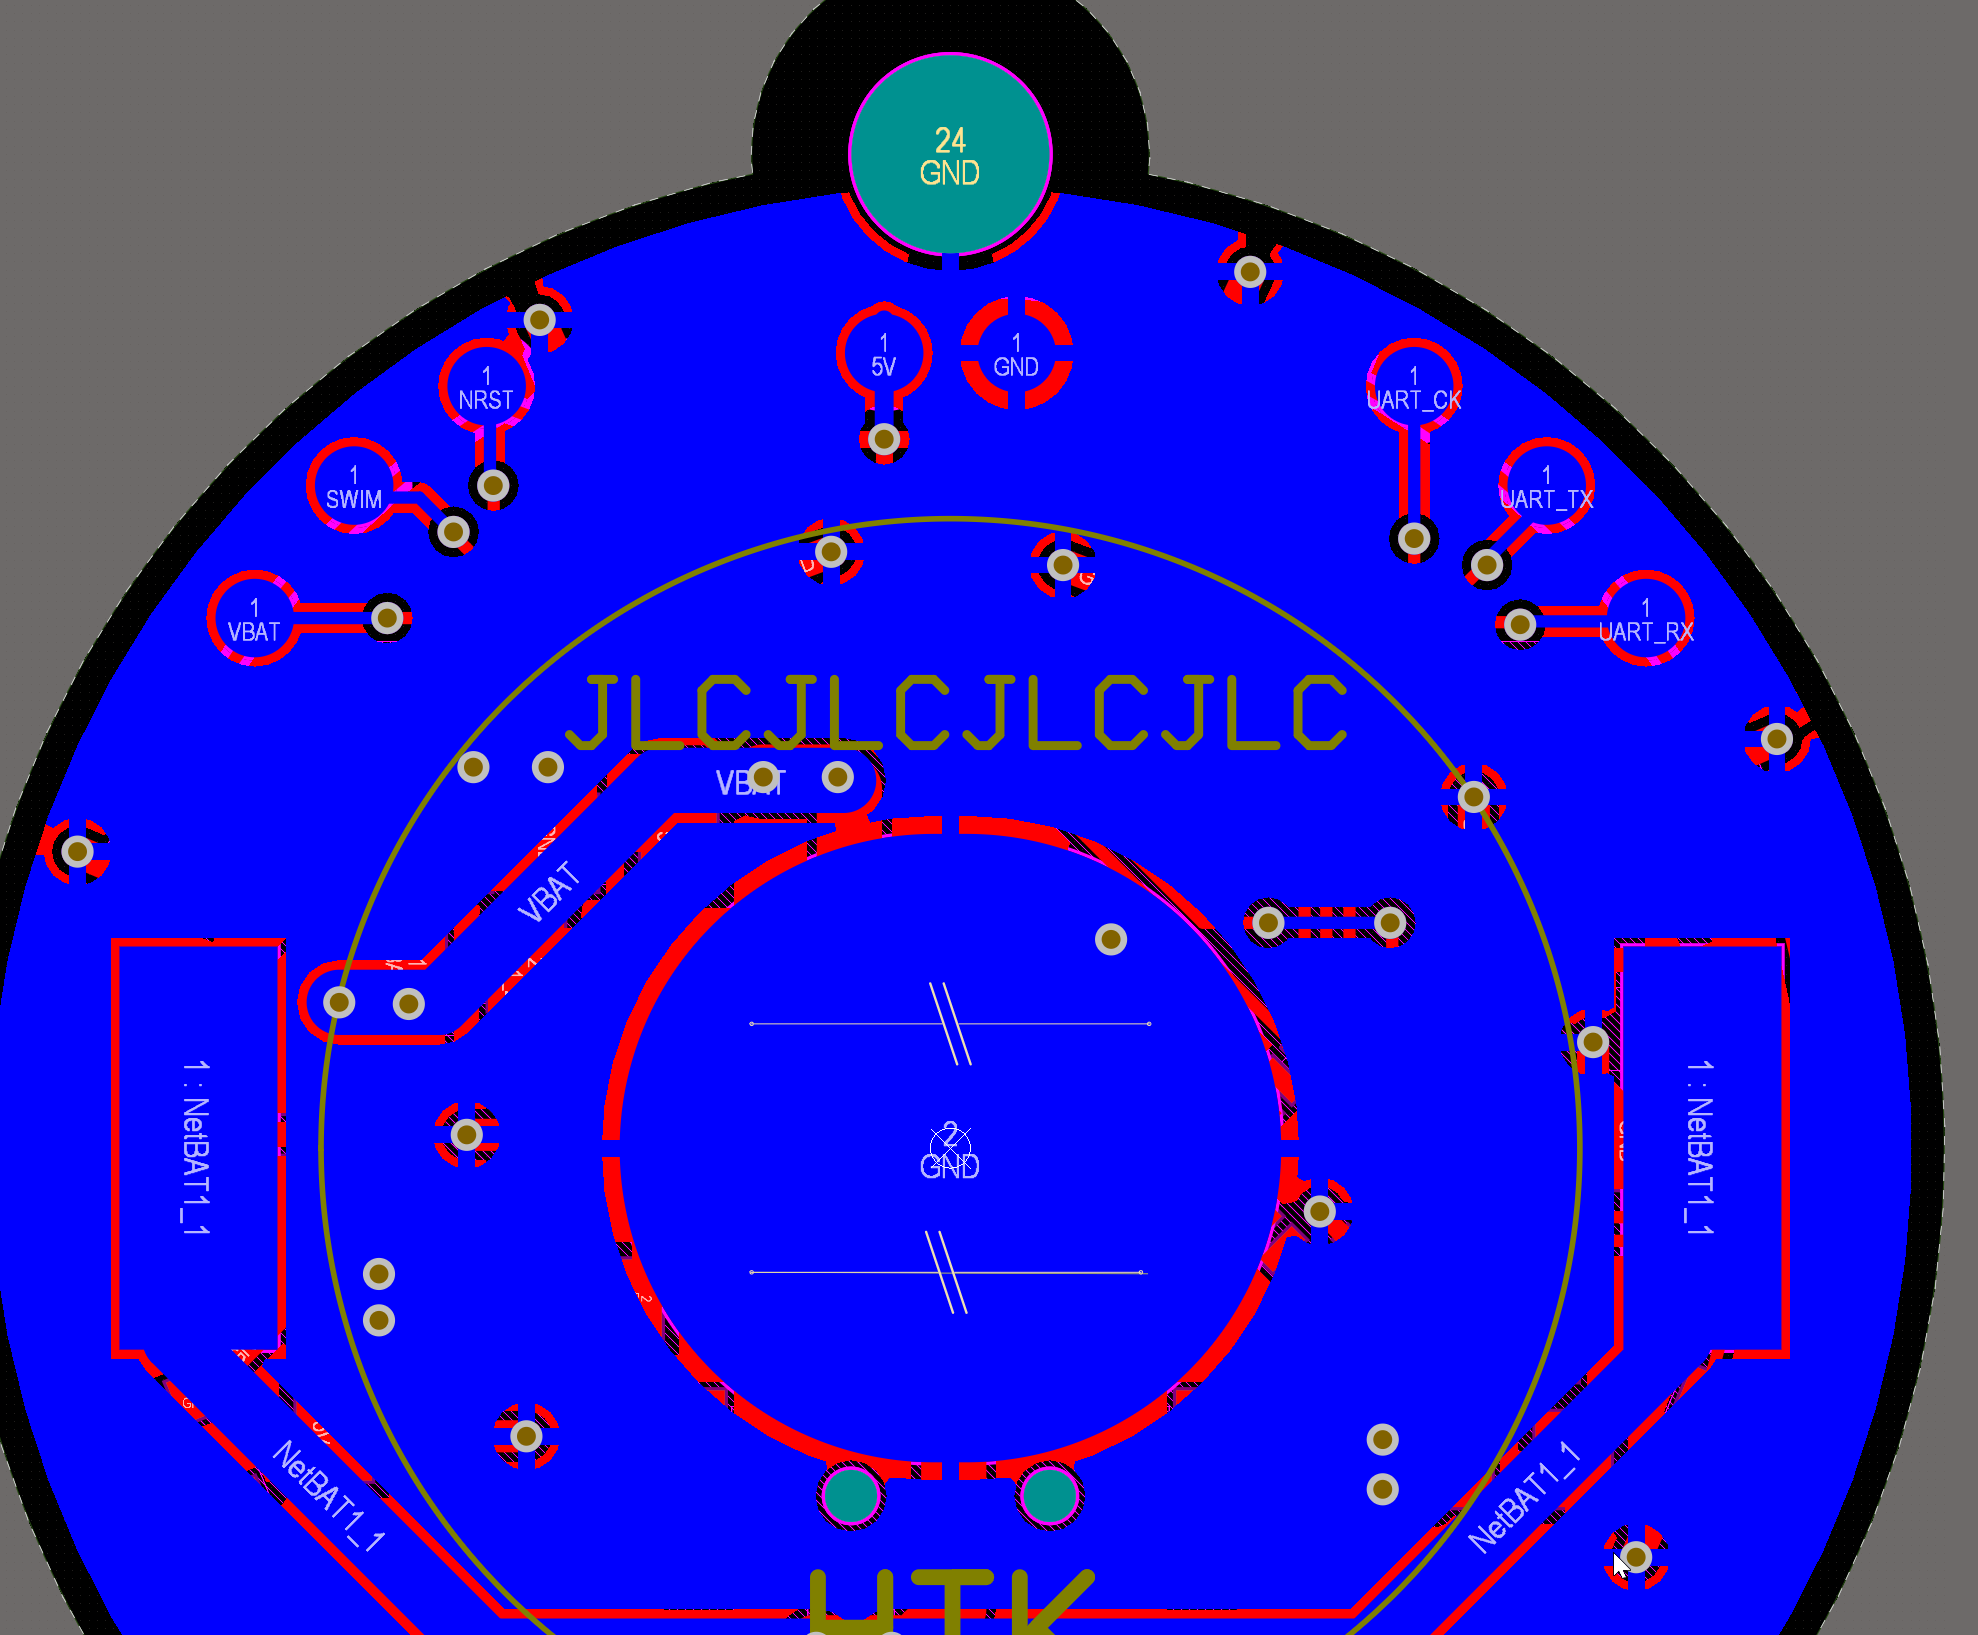 24
GND
1
5V
1
GND
1
NRST
1
UART_CK
1
SWIM
1
UART_TX
1
VBAT
1
UART_RX
JLCJLCJLCJLC
VBAT
VBAT
1 : NetBAT1_1
1 : NetBAT1_1
2
GND
NetBAT1_1
NetBAT1_1
HTK